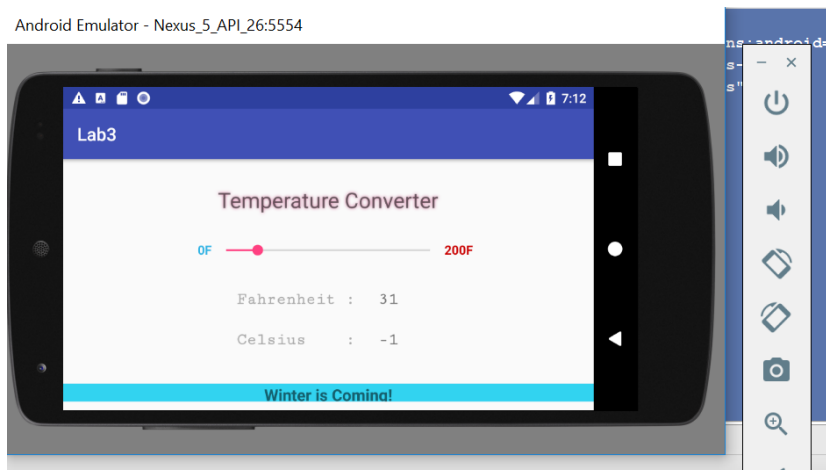 Android Emulator - Nexus_5_API_26:5554
ns:android=
s-
s"
7:12
Lab3
Temperature Converter
0F 200F
Fahrenheit : 31
Celsius : -1
Winter is Coming!